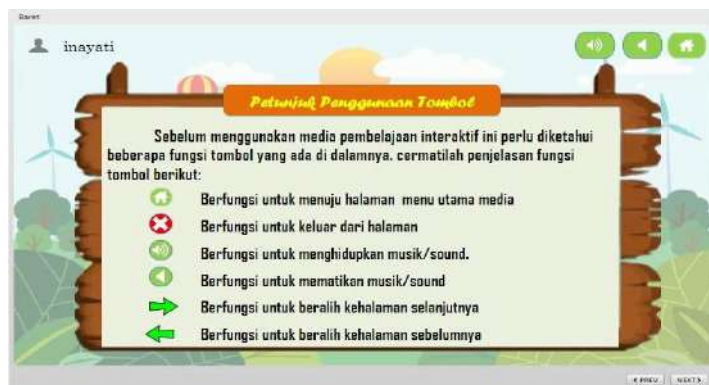 inayati
Petunjuk Penggunaan Tombol
Sebelum menggunakan media pembelajaan interaktif ini perlu diketahui
beberapa fungsi tombol yang ada di dalamnya. cermatilah penjelasan fungsi
tombol berikut:
Berfungsi untuk menuju halaman menu utama media
Berfungsi untuk keluar dari halaman
Berfungsi untuk menghidupkan musik/sound.
Berfungsi untuk mematikan musik/sound
Berfungsi untuk beralih kehalaman selanjutnya
Berfungsi untuk beralih kehalaman sebelumnya
< PREV NEXT >